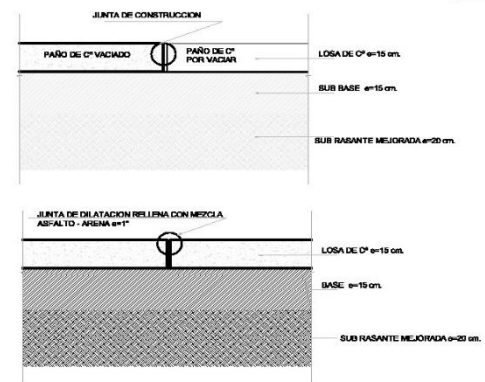 JUNTA DE CONSTRUCCION
PAÑO DE Cº VACIADO
PAÑO DE Cº
POR VACIAR
LOSA DE Cº e=15 cm.
SUB BASE e=15 cm.
SUB RASANTE MEJORADA e=20 cm.
JUNTA DE DILATACION RELLENA CON MEZCLA
ASFALTO - ARENA e=1"
LOSA DE Cº e=15 cm.
BASE e=15 cm.
SUB RASANTE MEJORADA e=20 cm.